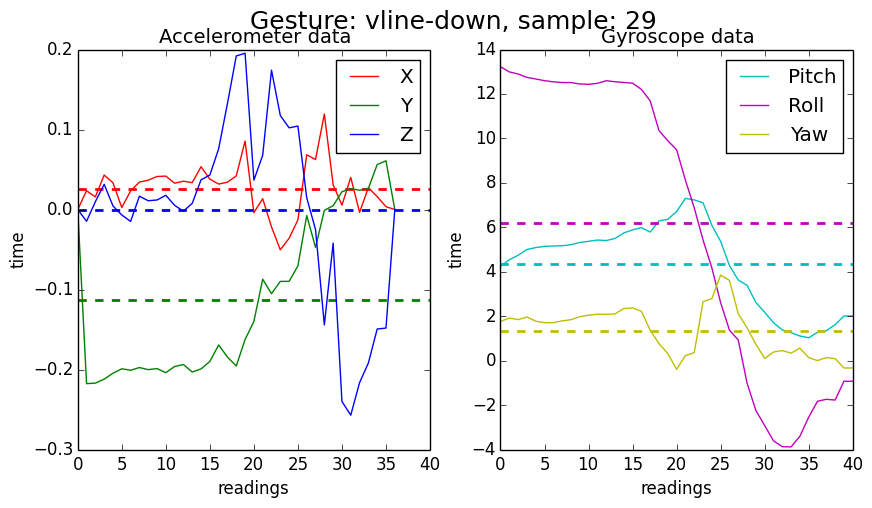 Gesture: vline-down, sample: 29
Accelerometer data
0.2
0.1
0.0
−0.1
−0.2
−0.3
time
0 5 10 15 20 25 30 35 40
readings
X
Y
Z
Gyroscope data
14
12
10
8
6
4
2
0
−2
−4
time
0 5 10 15 20 25 30 35 40
readings
Pitch
Roll
Yaw